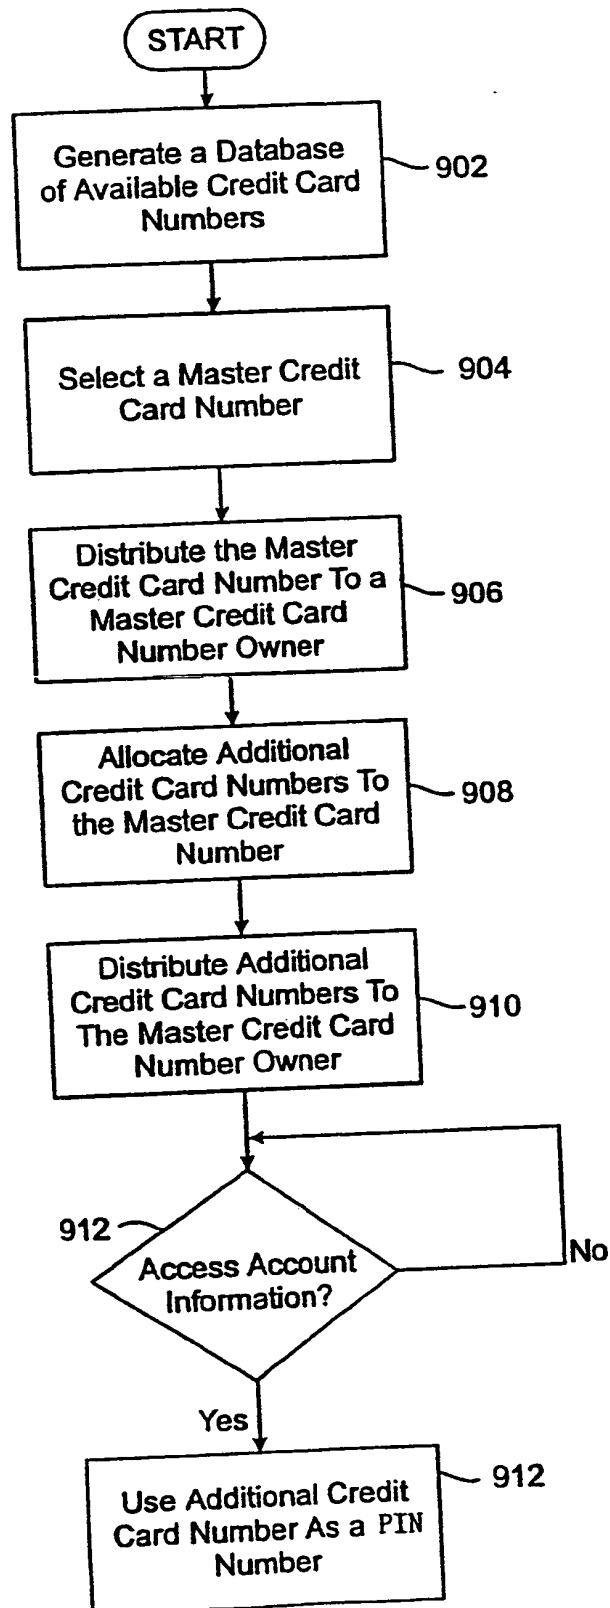 START
Generate a Database
of Available Credit Card
Numbers
902
Select a Master Credit
Card Number
904
Distribute the Master
Credit Card Number To a
Master Credit Card
Number Owner
906
Allocate Additional
Credit Card Numbers To
the Master Credit Card
Number
908
Distribute Additional
Credit Card Numbers To
The Master Credit Card
Number Owner
910
912
Access Account
Information?
No
Yes
Use Additional Credit
Card Number As a PIN
Number
912